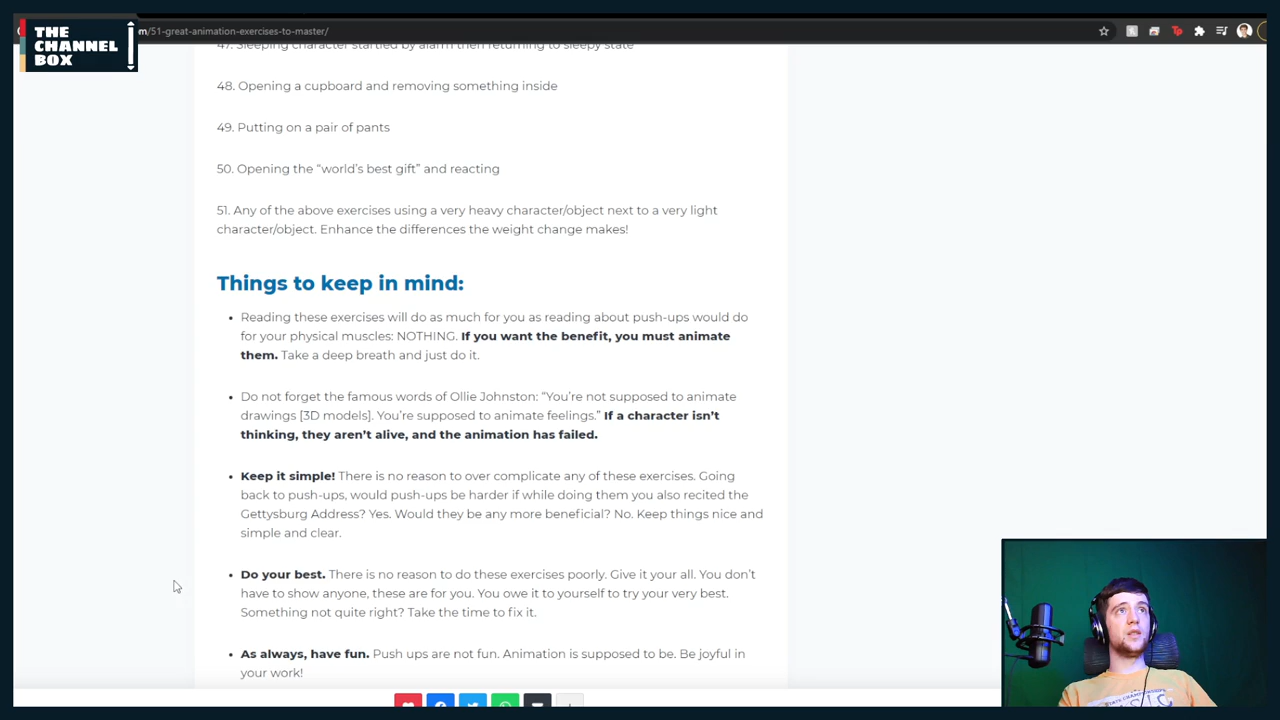 THE
CHANNEL
BOX
m/51-great-animation-exercises-to-master/
47. Sleeping character startled by alarm then returning to sleepy state
48. Opening a cupboard and removing something inside
49. Putting on a pair of pants
50. Opening the “world’s best gift” and reacting
51. Any of the above exercises using a very heavy character/object next to a very light
character/object. Enhance the differences the weight change makes!
Things to keep in mind:
• Reading these exercises will do as much for you as reading about push-ups would do
for your physical muscles: NOTHING. If you want the benefit, you must animate
them. Take a deep breath and just do it.
• Do not forget the famous words of Ollie Johnston: “You’re not supposed to animate
drawings [3D models]. You’re supposed to animate feelings.” If a character isn’t
thinking, they aren’t alive, and the animation has failed.
• Keep it simple! There is no reason to over complicate any of these exercises. Going
back to push-ups, would push-ups be harder if while doing them you also recited the
Gettysburg Address? Yes. Would they be any more beneficial? No. Keep things nice and
simple and clear.
• Do your best. There is no reason to do these exercises poorly. Give it your all. You don’t
have to show anyone, these are for you. You owe it to yourself to try your very best.
Something not quite right? Take the time to fix it.
• As always, have fun. Push ups are not fun. Animation is supposed to be. Be joyful in
your work!